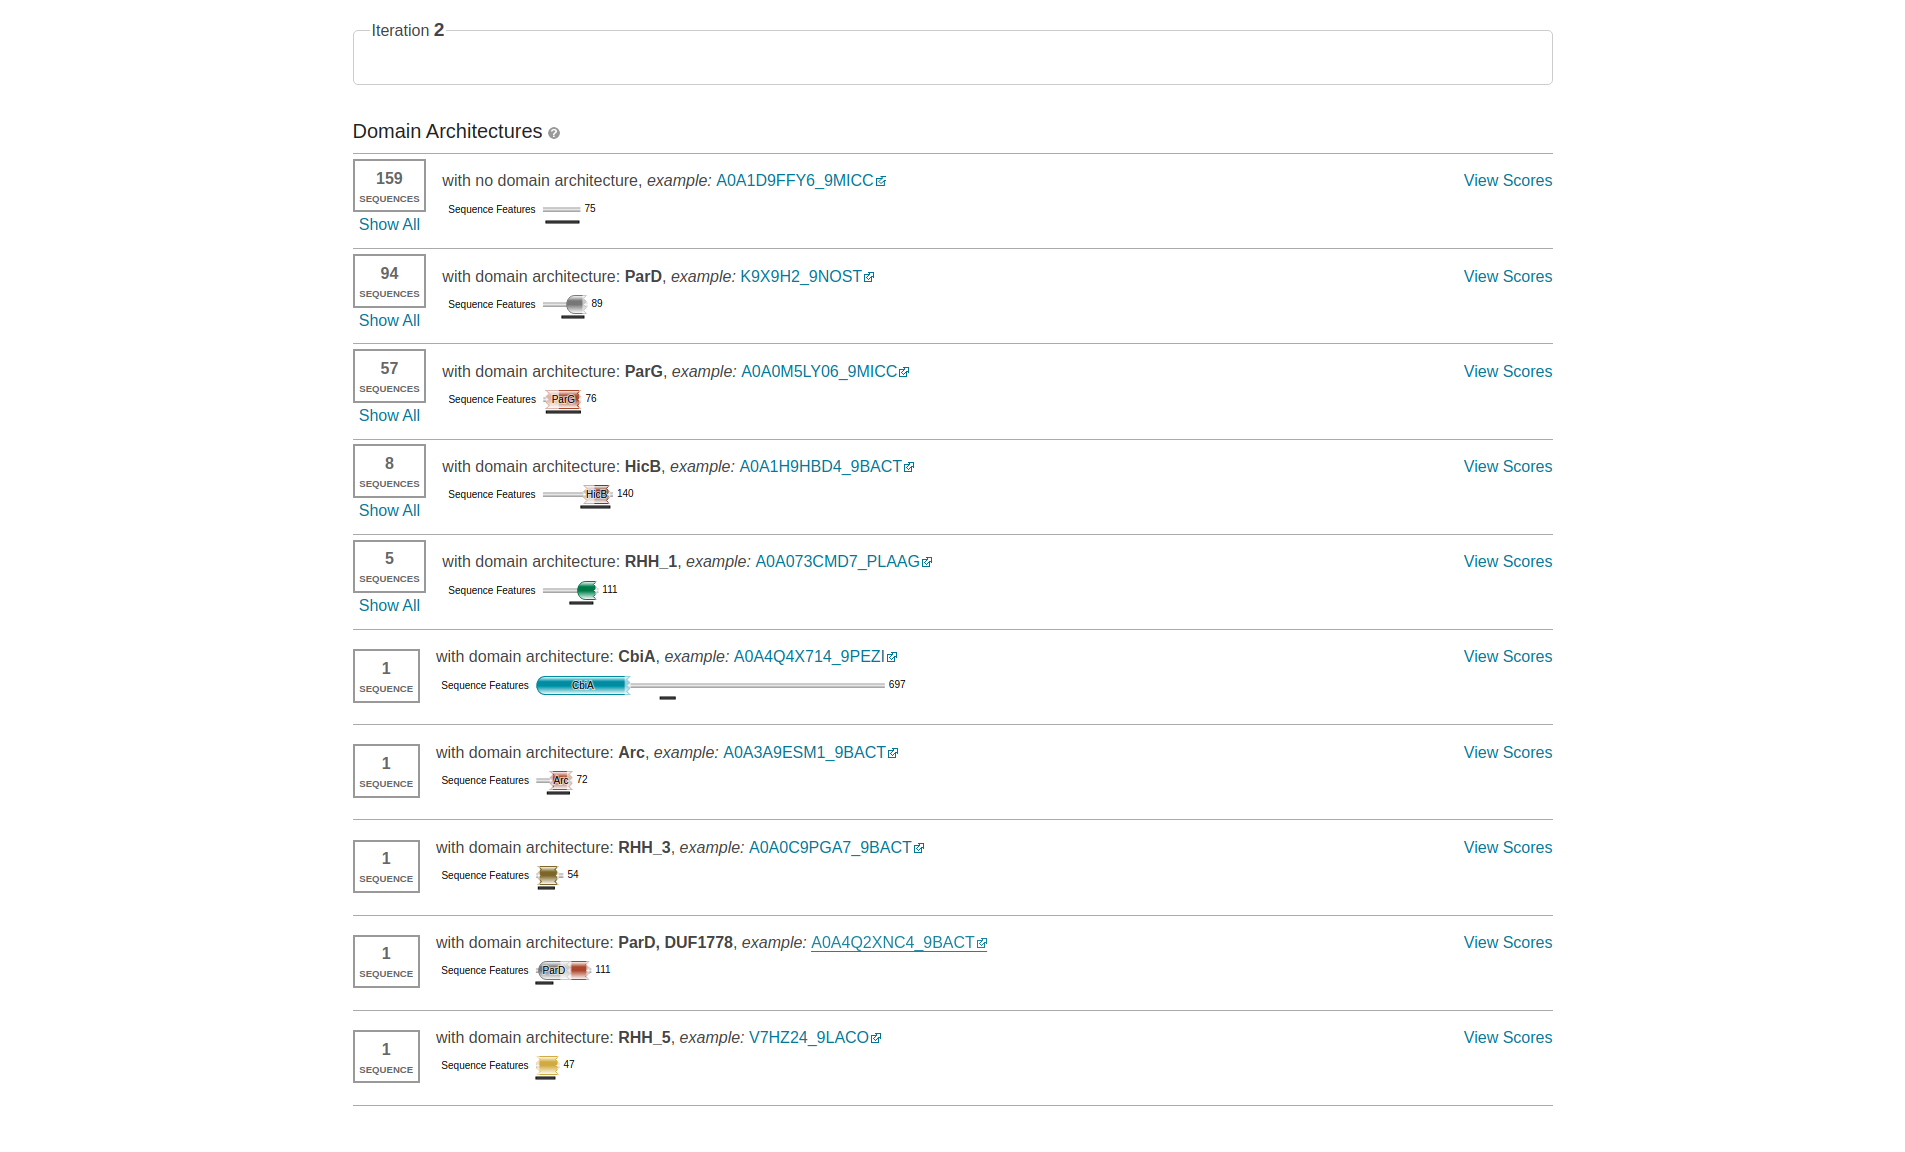 Iteration 2
Domain Architectures ?
159
SEQUENCES
Show All
with no domain architecture, example: A0A1D9FFY6_9MICC
View Scores
Sequence Features 75
94
SEQUENCES
Show All
with domain architecture: ParD, example: K9X9H2_9NOST
View Scores
Sequence Features 89
57
SEQUENCES
Show All
with domain architecture: ParG, example: A0A0M5LY06_9MICC
View Scores
Sequence Features ParG 76
8
SEQUENCES
Show All
with domain architecture: HicB, example: A0A1H9HBD4_9BACT
View Scores
Sequence Features HicB 140
5
SEQUENCES
Show All
with domain architecture: RHH_1, example: A0A073CMD7_PLAAG
View Scores
Sequence Features 111
1
SEQUENCE
with domain architecture: CbiA, example: A0A4Q4X714_9PEZI
View Scores
Sequence Features CbiA 697
1
SEQUENCE
with domain architecture: Arc, example: A0A3A9ESM1_9BACT
View Scores
Sequence Features Arc 72
1
SEQUENCE
with domain architecture: RHH_3, example: A0A0C9PGA7_9BACT
View Scores
Sequence Features 54
1
SEQUENCE
with domain architecture: ParD, DUF1778, example: A0A4Q2XNC4_9BACT
View Scores
Sequence Features ParD 111
1
SEQUENCE
with domain architecture: RHH_5, example: V7HZ24_9LACO
View Scores
Sequence Features 47